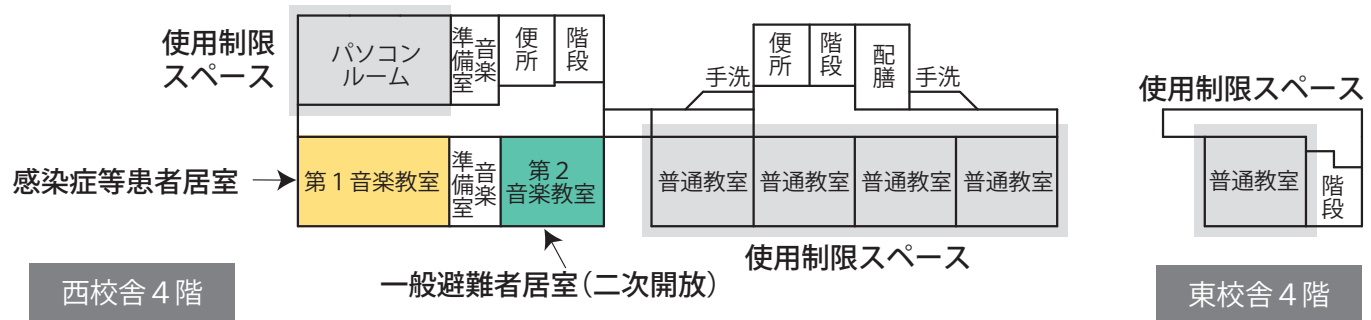 使用制限
スペース
パソコン
ルーム
音楽
準備室
便所
階段
手洗
便所
階段
配膳
手洗
使用制限スペース
感染症等患者居室
第1音楽教室
音楽
準備室
第2
音楽教室
普通教室
普通教室
普通教室
普通教室
普通教室
階段
使用制限スペース
一般避難者居室(二次開放)
西校舎4階
東校舎4階